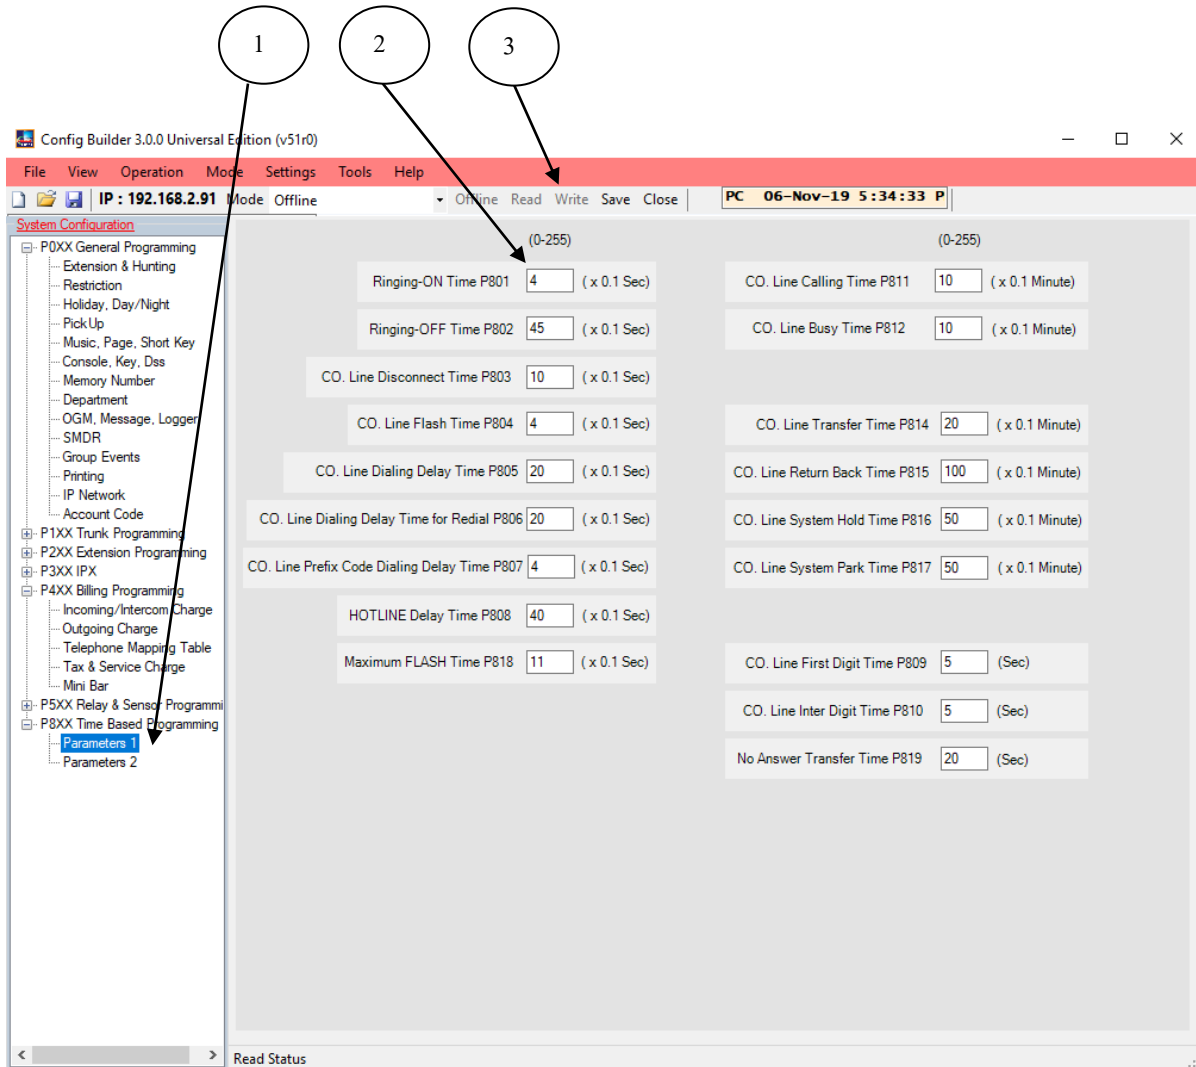 1 2 3
Config Builder 3.0.0 Universal Edition (v51r0)
File View Operation Mode Settings Tools Help
IP : 192.168.2.91 Mode Offline Offline Read Write Save Close PC 06-Nov-19 5:34:33 P
System Configuration
P0XX General Programming
Extension & Hunting
Restriction
Holiday, Day/Night
PickUp
Music, Page, Short Key
Console, Key, Dss
Memory Number
Department
OGM, Message, Logger
SMDR
Group Events
Printing
IP Network
Account Code
P1XX Trunk Programming
P2XX Extension Programming
P3XX IPX
P4XX Billing Programming
Incoming/Intercom Charge
Outgoing Charge
Telephone Mapping Table
Tax & Service Charge
Mini Bar
P5XX Relay & Sensor Programmi
P8XX Time Based Programming
Parameters 1
Parameters 2
(0-255)
Ringing-ON Time P801 4 ( x 0.1 Sec)
Ringing-OFF Time P802 45 ( x 0.1 Sec)
CO. Line Disconnect Time P803 10 ( x 0.1 Sec)
CO. Line Flash Time P804 4 ( x 0.1 Sec)
CO. Line Dialing Delay Time P805 20 ( x 0.1 Sec)
CO. Line Dialing Delay Time for Redial P806 20 ( x 0.1 Sec)
CO. Line Prefix Code Dialing Delay Time P807 4 ( x 0.1 Sec)
HOTLINE Delay Time P808 40 ( x 0.1 Sec)
Maximum FLASH Time P818 11 ( x 0.1 Sec)
(0-255)
CO. Line Calling Time P811 10 ( x 0.1 Minute)
CO. Line Busy Time P812 10 ( x 0.1 Minute)
CO. Line Transfer Time P814 20 ( x 0.1 Minute)
CO. Line Return Back Time P815 100 ( x 0.1 Minute)
CO. Line System Hold Time P816 50 ( x 0.1 Minute)
CO. Line System Park Time P817 50 ( x 0.1 Minute)
CO. Line First Digit Time P809 5 (Sec)
CO. Line Inter Digit Time P810 5 (Sec)
No Answer Transfer Time P819 20 (Sec)
Read Status